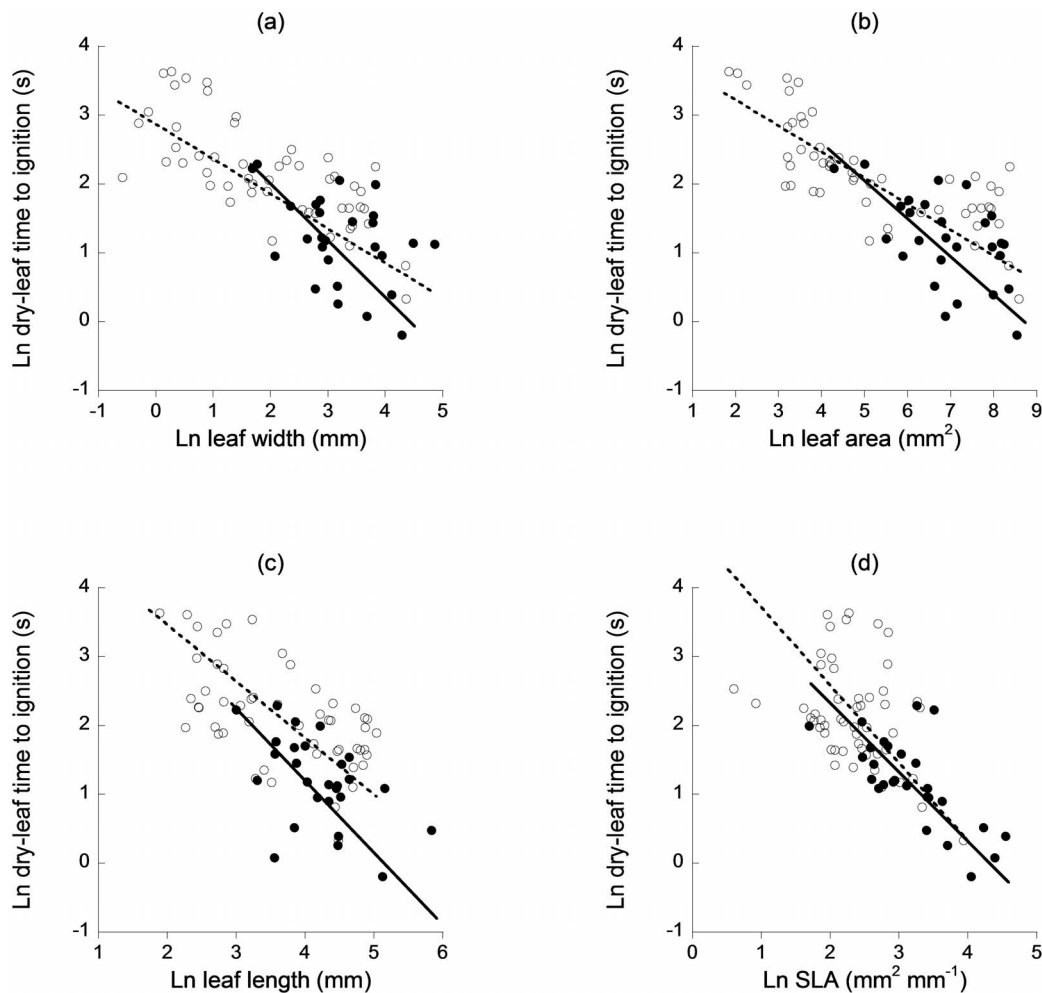 (a)
4
3
2
1
0
-1
Ln dry-leaf time to ignition (s)
-1 0 1 2 3 4 5
Ln leaf width (mm)
(b)
4
3
2
1
0
-1
Ln dry-leaf time to ignition (s)
1 2 3 4 5 6 7 8 9
Ln leaf area (mm²)
(c)
4
3
2
1
0
-1
Ln dry-leaf time to ignition (s)
1 2 3 4 5 6
Ln leaf length (mm)
(d)
4
3
2
1
0
-1
Ln dry-leaf time to ignition (s)
0 1 2 3 4 5
Ln SLA (mm² mm⁻¹)